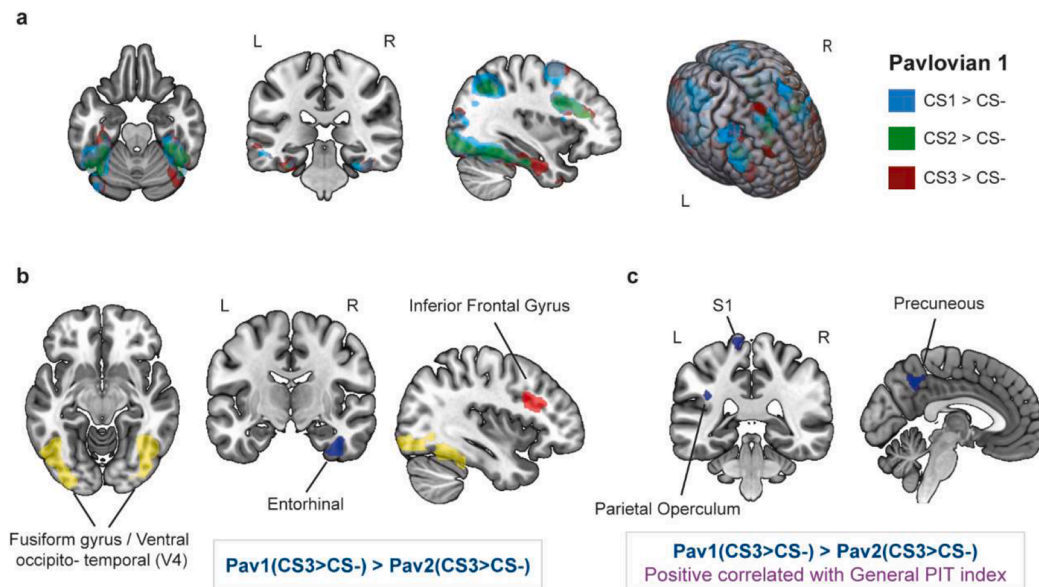 a
L R
R
L
Pavlovian 1
CS1 > CS-
CS2 > CS-
CS3 > CS-
b
L R
Inferior Frontal Gyrus
Entorhinal
Fusiform gyrus / Ventral
occipito- temporal (V4)
Pav1(CS3>CS-) > Pav2(CS3>CS-)
c
S1
L R
Precuneous
Parietal Operculum
Pav1(CS3>CS-) > Pav2(CS3>CS-)
Positive correlated with General PIT index